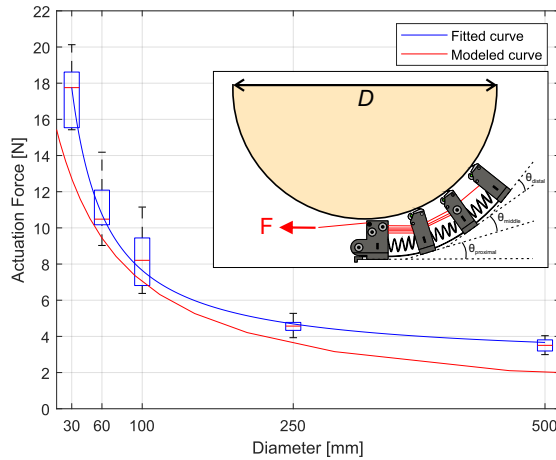 22
20
18
16
14
12
10
8
6
4
2
0
Actuation Force [N]
Fitted curve
Modeled curve
D
F
θdistal
θmiddle
θproximal
30 60 100 250 500
Diameter [mm]